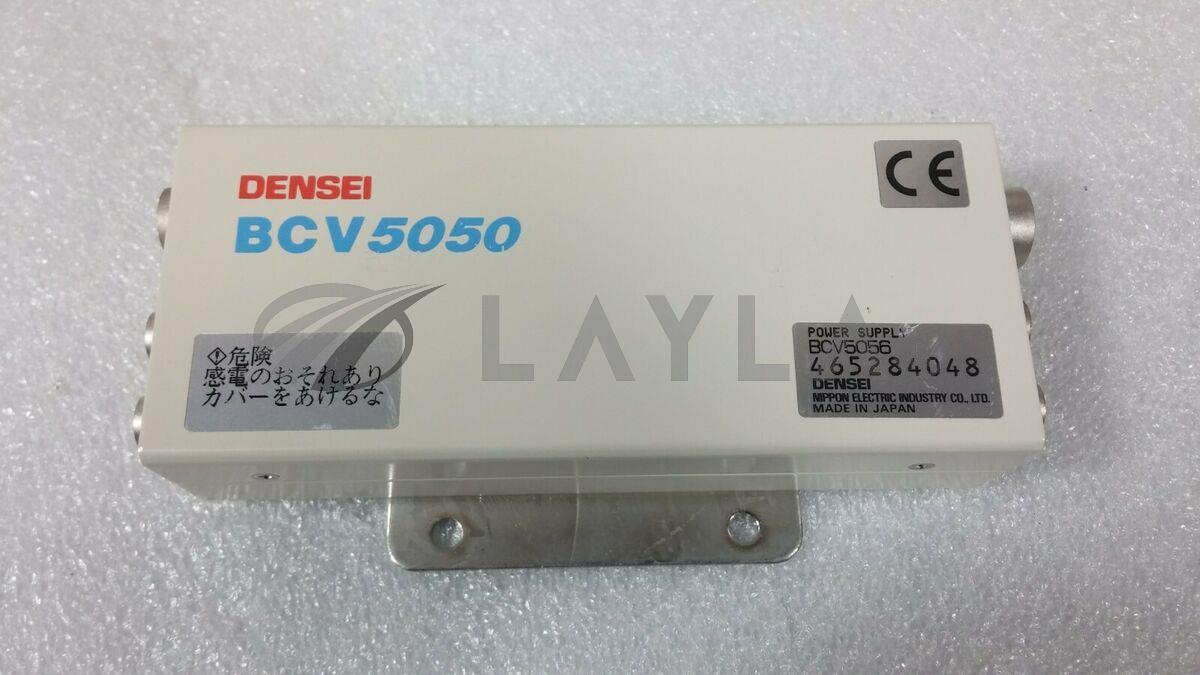 DENSEI
BCV5050
CE
LAYLA
危険
感電のおそれあり
カバーをあけるな
POWER SUPPLY
BCV5056
465284048
DENSEI
NIPPON ELECTRIC INDUSTRY CO., LTD.
MADE IN JAPAN